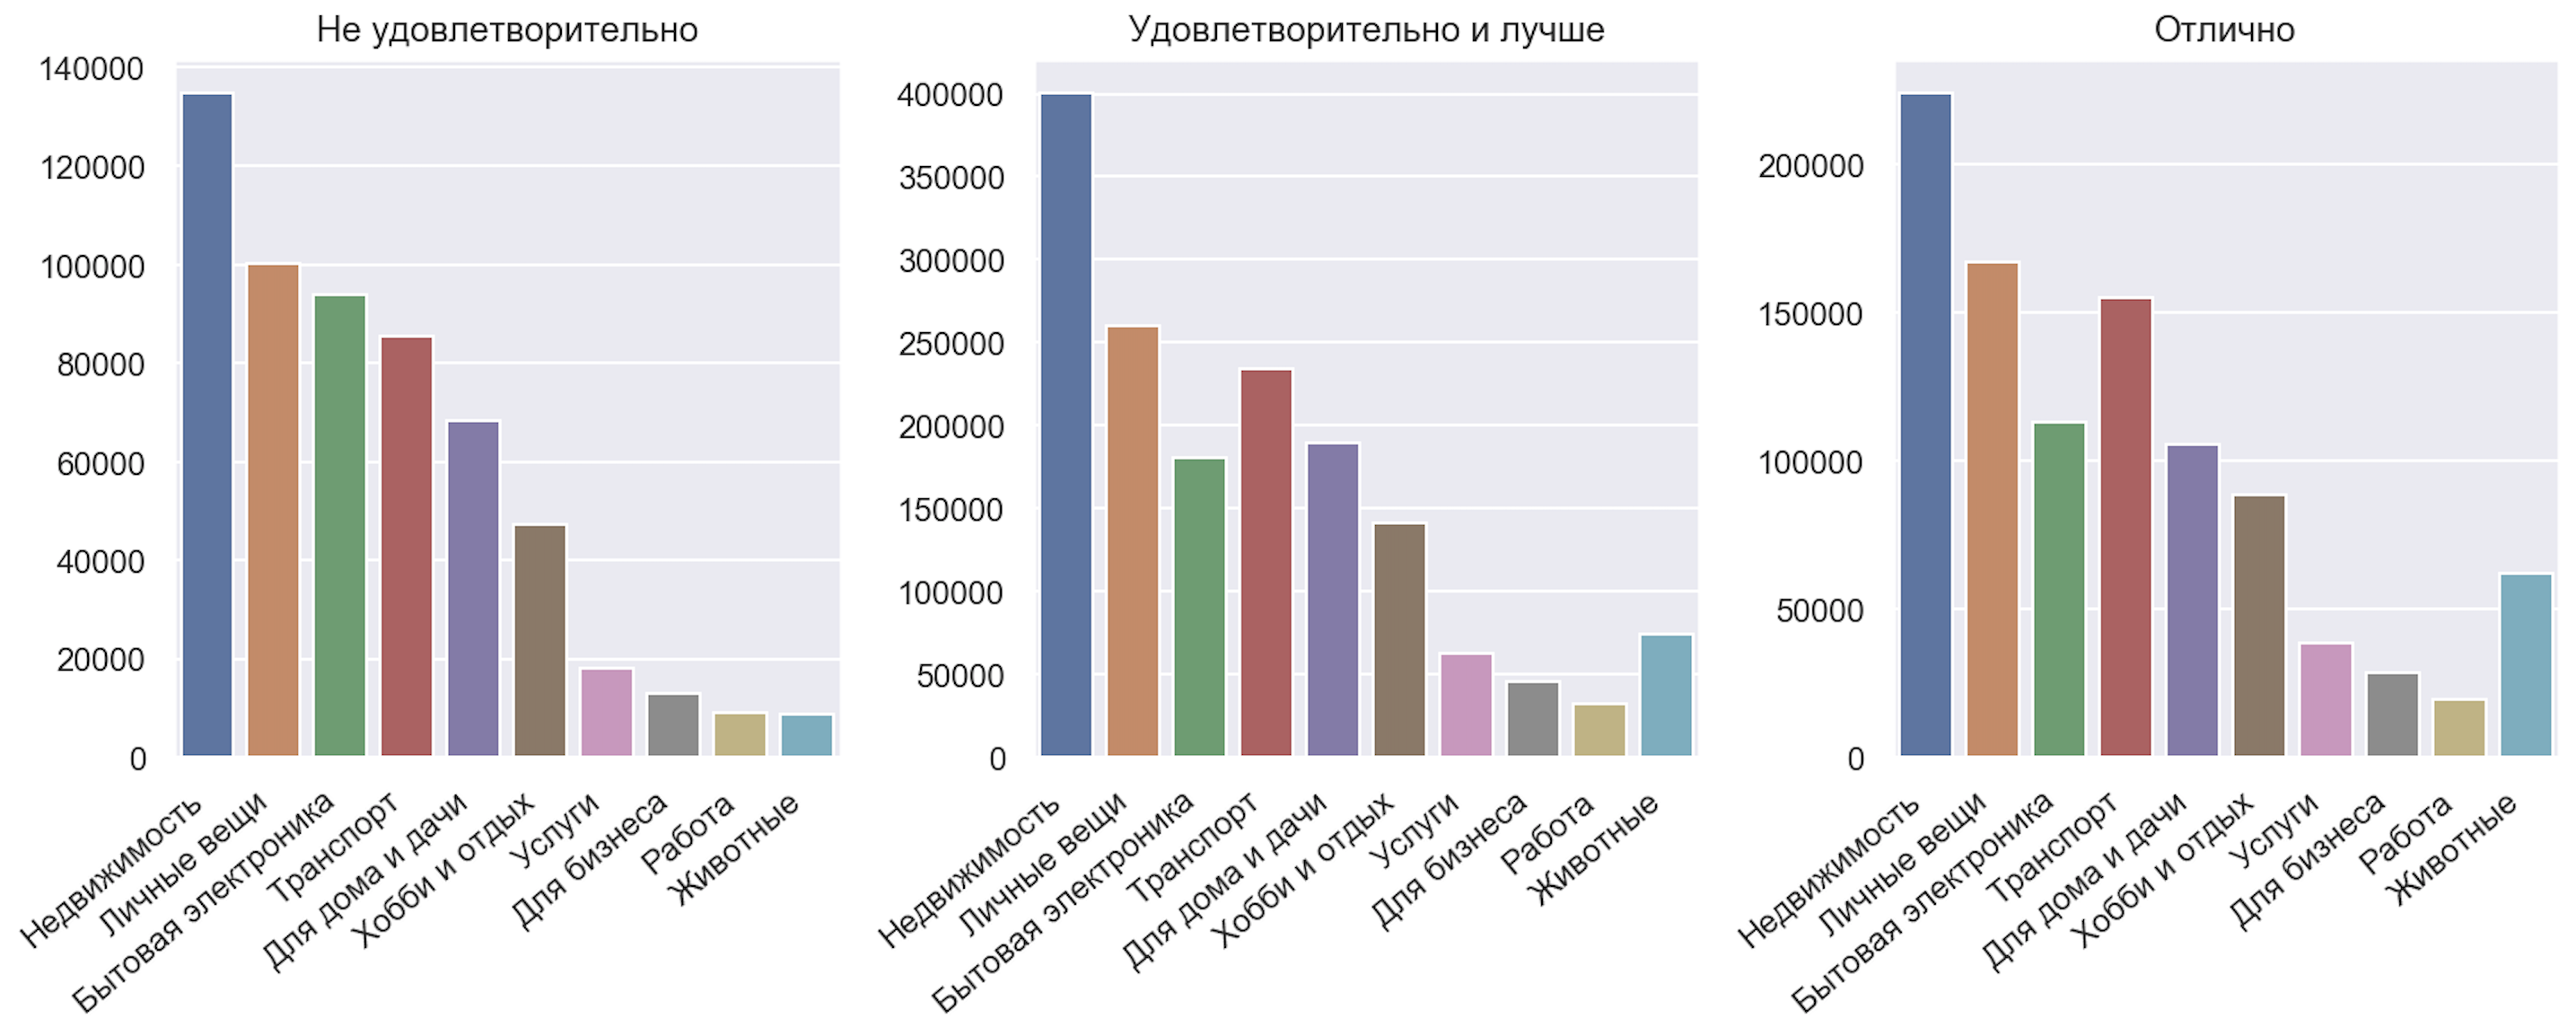 Не удовлетворительно
140000
120000
100000
80000
60000
40000
20000
0
Недвижимость
Личные вещи
Бытовая электроника
Транспорт
Для дома и дачи
Хобби и отдых
Услуги
Для бизнеса
Работа
Животные
Удовлетворительно и лучше
400000
350000
300000
250000
200000
150000
100000
50000
0
Недвижимость
Личные вещи
Бытовая электроника
Транспорт
Для дома и дачи
Хобби и отдых
Услуги
Для бизнеса
Работа
Животные
Отлично
200000
150000
100000
50000
0
Недвижимость
Личные вещи
Бытовая электроника
Транспорт
Для дома и дачи
Хобби и отдых
Услуги
Для бизнеса
Работа
Животные